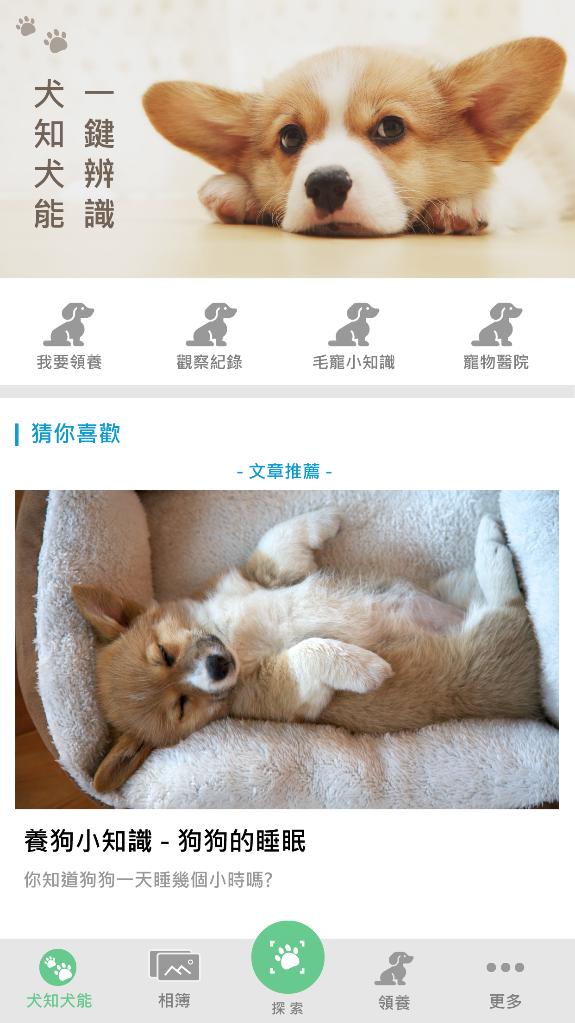 一鍵辨識
犬知犬能
我要領養
觀察紀錄
毛寵小知識
寵物醫院
猜你喜歡
- 文章推薦 -
養狗小知識 - 狗狗的睡眠
你知道狗狗一天睡幾個小時嗎?
犬知犬能
相簿
探索
領養
更多